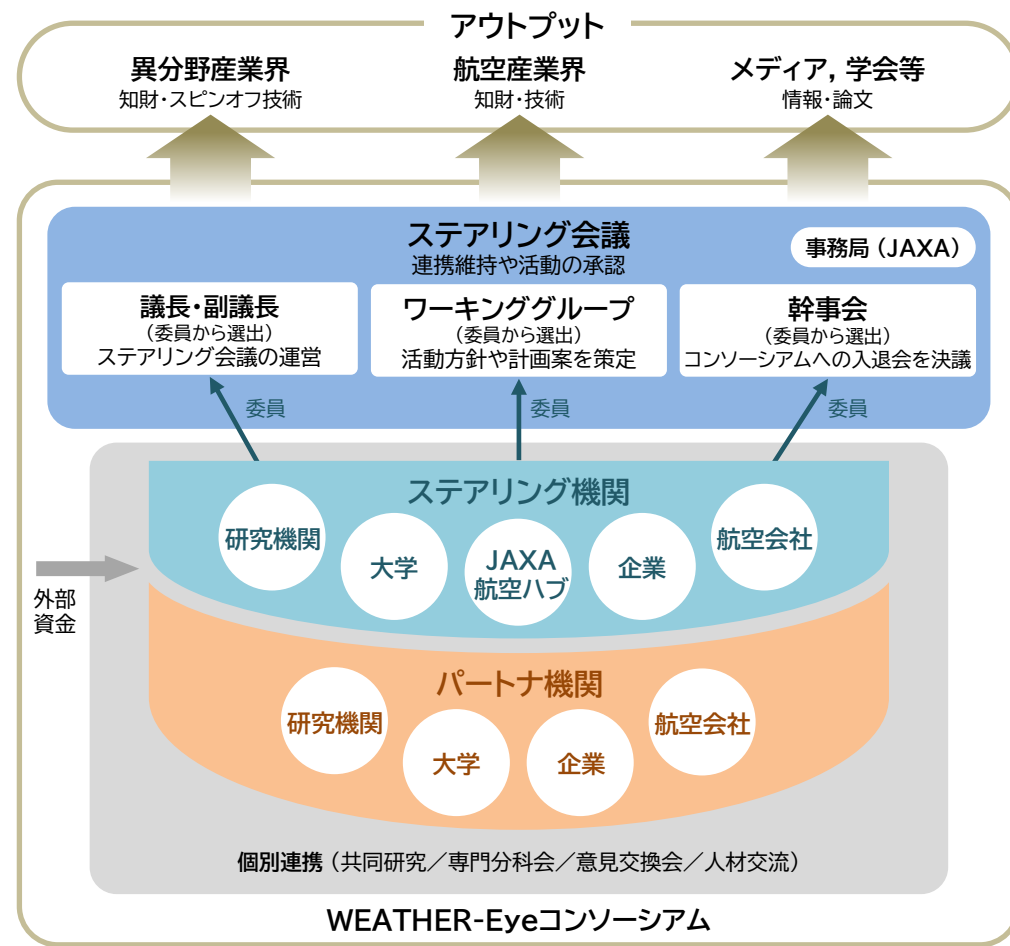 アウトプット
異分野産業界
知財・スピンオフ技術
航空産業界
知財・技術
メディア, 学会等
情報・論文
ステアリング会議
連携維持や活動の承認
事務局（JAXA）
議長・副議長
（委員から選出）
ステアリング会議の運営
ワーキンググループ
（委員から選出）
活動方針や計画案を策定
幹事会
（委員から選出）
コンソーシアムへの入退会を決議
委員
委員
委員
ステアリング機関
研究機関
大学
JAXA
航空ハブ
企業
航空会社
外部
資金
パートナ機関
研究機関
大学
企業
航空会社
個別連携（共同研究／専門分科会／意見交換会／人材交流）
WEATHER-Eyeコンソーシアム